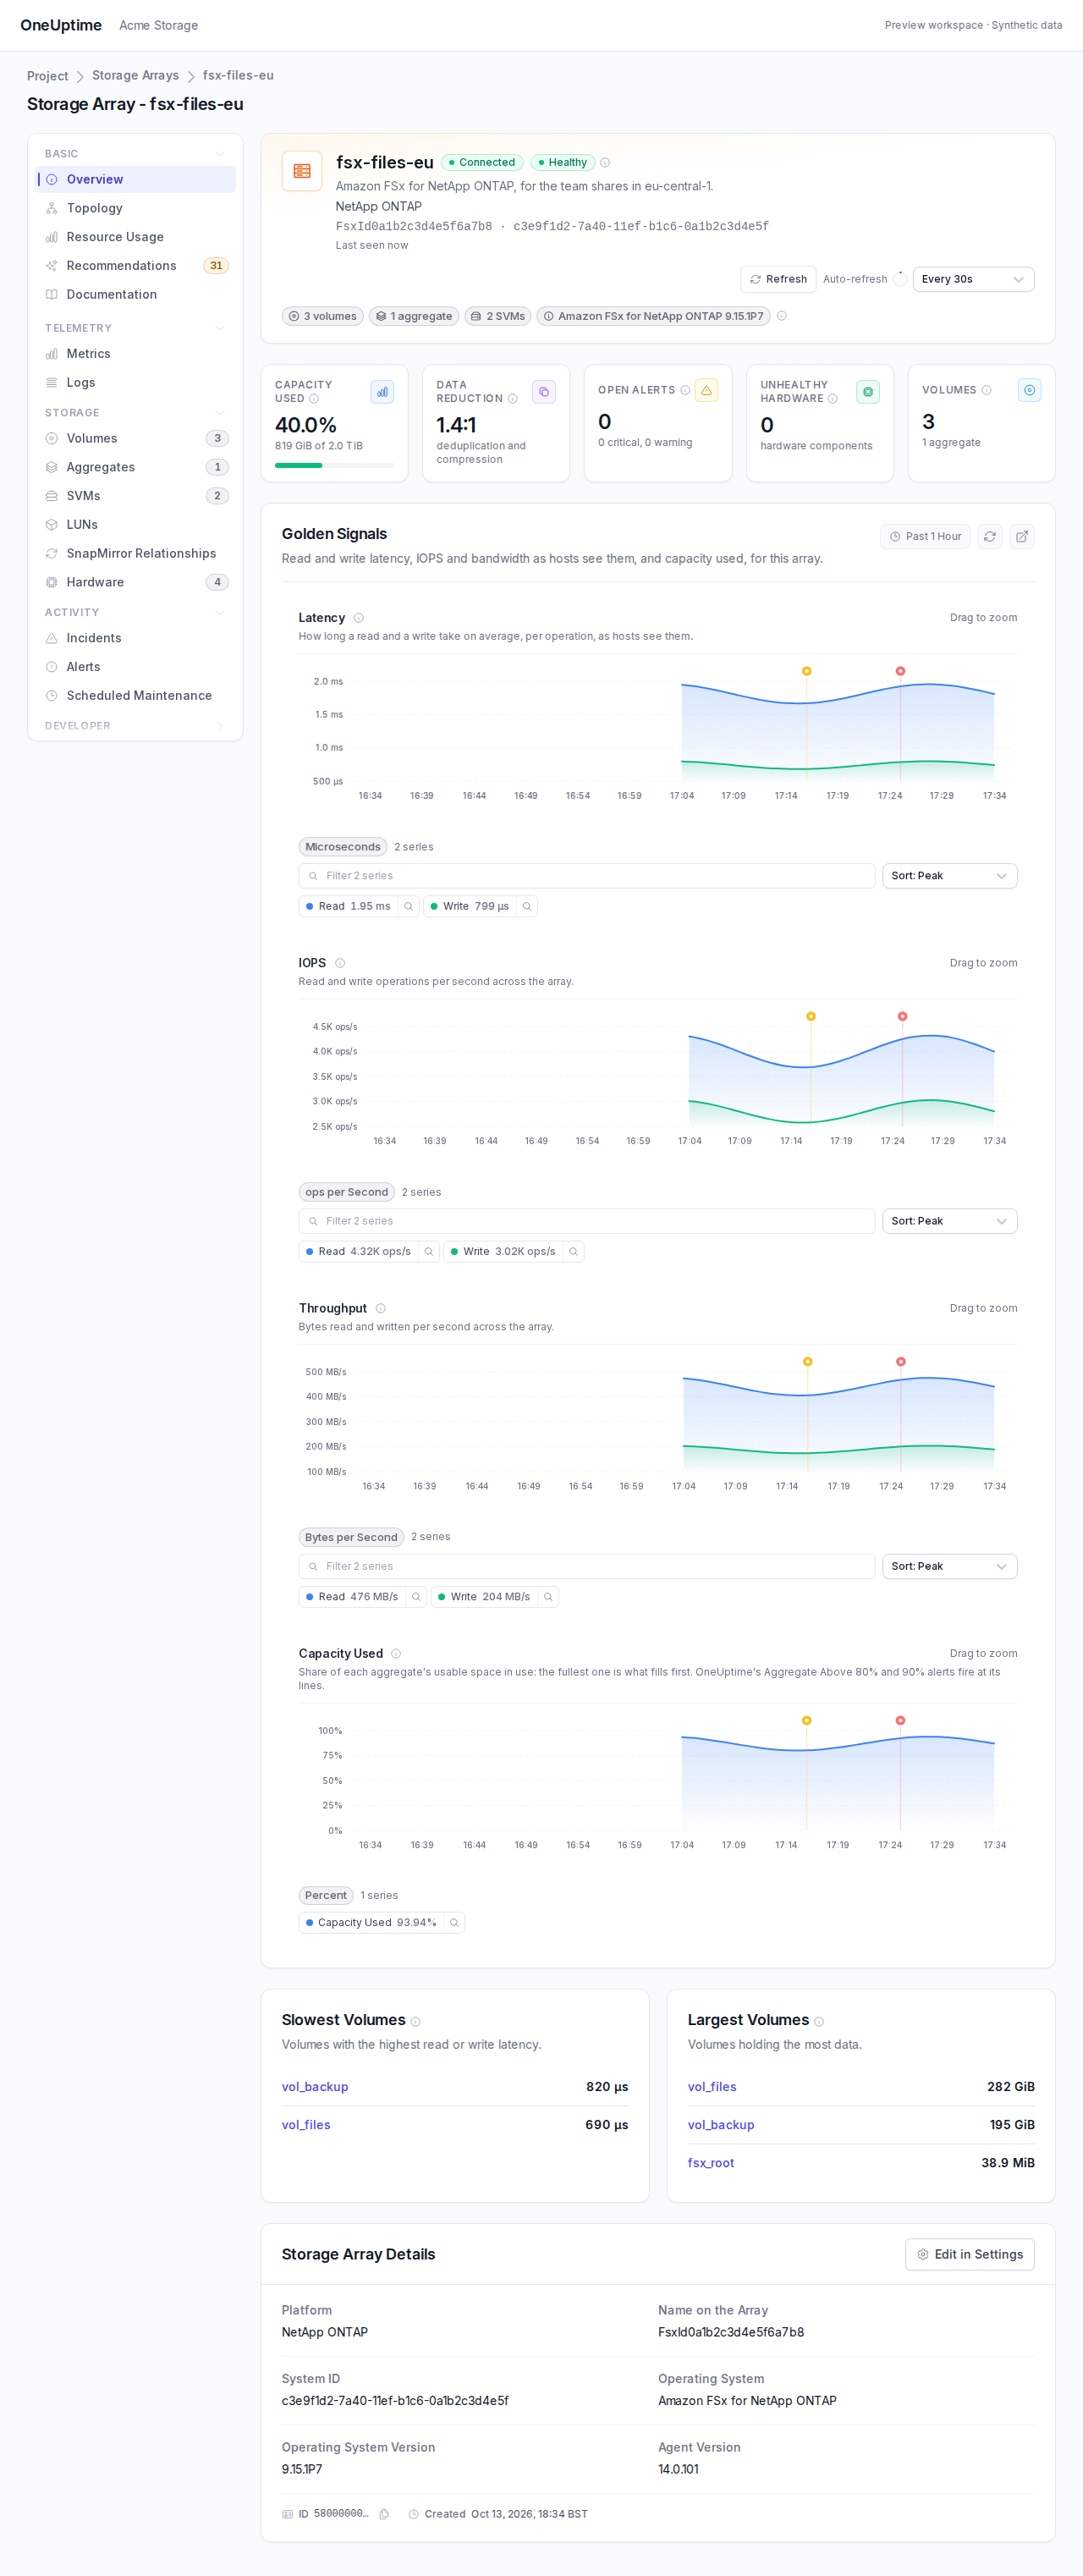 OneUptime Acme Storage Preview workspace · Synthetic data
Project Storage Arrays fsx-files-eu
Storage Array - fsx-files-eu
BASIC
Overview
Topology
Resource Usage
Recommendations 31
Documentation
TELEMETRY
Metrics
Logs
STORAGE
Volumes 3
Aggregates 1
SVMs 2
LUNs
SnapMirror Relationships
Hardware 4
ACTIVITY
Incidents
Alerts
Scheduled Maintenance
DEVELOPER
fsx-files-eu Connected Healthy
Amazon FSx for NetApp ONTAP, for the team shares in eu-central-1.
NetApp ONTAP
FsxId0a1b2c3d4e5f6a7b8 · c3e9f1d2-7a40-11ef-b1c6-0a1b2c3d4e5f
Last seen now
Refresh Auto-refresh Every 30s
3 volumes 1 aggregate 2 SVMs Amazon FSx for NetApp ONTAP 9.15.1P7
CAPACITY
USED
40.0%
819 GiB of 2.0 TiB
DATA
REDUCTION
1.4:1
deduplication and
compression
OPEN ALERTS
0
0 critical, 0 warning
UNHEALTHY
HARDWARE
0
hardware components
VOLUMES
3
1 aggregate
Golden Signals
Read and write latency, IOPS and bandwidth as hosts see them, and capacity used, for this array.
Past 1 Hour
Latency Drag to zoom
How long a read and a write take on average, per operation, as hosts see them.
2.0 ms
1.5 ms
1.0 ms
500 µs
16:34 16:39 16:44 16:49 16:54 16:59 17:04 17:09 17:14 17:19 17:24 17:29 17:34
Microseconds 2 series
Filter 2 series Sort: Peak
Read 1.95 ms Write 799 µs
IOPS Drag to zoom
Read and write operations per second across the array.
4.5K ops/s
4.0K ops/s
3.5K ops/s
3.0K ops/s
2.5K ops/s
16:34 16:39 16:44 16:49 16:54 16:59 17:04 17:09 17:14 17:19 17:24 17:29 17:34
ops per Second 2 series
Filter 2 series Sort: Peak
Read 4.32K ops/s Write 3.02K ops/s
Throughput Drag to zoom
Bytes read and written per second across the array.
500 MB/s
400 MB/s
300 MB/s
200 MB/s
100 MB/s
16:34 16:39 16:44 16:49 16:54 16:59 17:04 17:09 17:14 17:19 17:24 17:29 17:34
Bytes per Second 2 series
Filter 2 series Sort: Peak
Read 476 MB/s Write 204 MB/s
Capacity Used Drag to zoom
Share of each aggregate's usable space in use: the fullest one is what fills first. OneUptime's Aggregate Above 80% and 90% alerts fire at its
lines.
100%
75%
50%
25%
0%
16:34 16:39 16:44 16:49 16:54 16:59 17:04 17:09 17:14 17:19 17:24 17:29 17:34
Percent 1 series
Capacity Used 93.94%
Slowest Volumes
Volumes with the highest read or write latency.
vol_backup 820 µs
vol_files 690 µs
Largest Volumes
Volumes holding the most data.
vol_files 282 GiB
vol_backup 195 GiB
fsx_root 38.9 MiB
Storage Array Details Edit in Settings
Platform Name on the Array
NetApp ONTAP FsxId0a1b2c3d4e5f6a7b8
System ID Operating System
c3e9f1d2-7a40-11ef-b1c6-0a1b2c3d4e5f Amazon FSx for NetApp ONTAP
Operating System Version Agent Version
9.15.1P7 14.0.101
ID 58000000… Created Oct 13, 2026, 18:34 BST